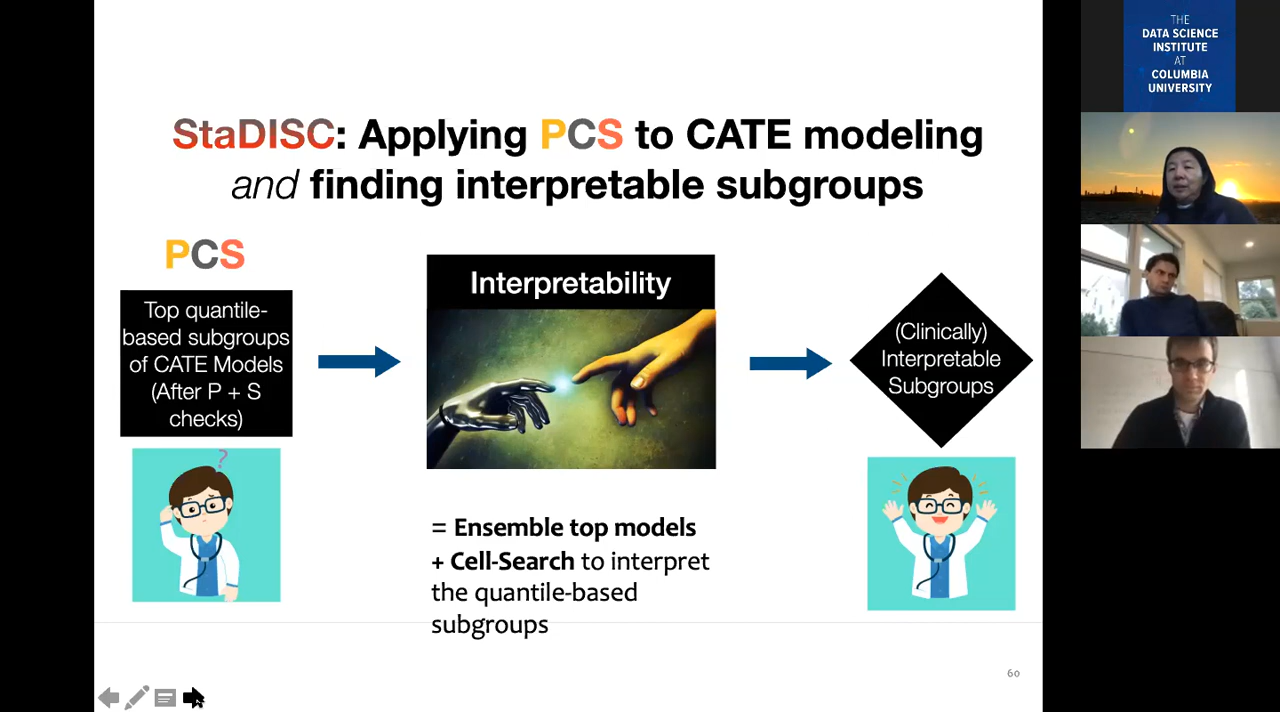 StaDISC: Applying PCS to CATE modeling
and finding interpretable subgroups
PCS
Top quantile-
based subgroups
of CATE Models
(After P + S
checks)
Interpretability
(Clinically)
Interpretable
Subgroups
?
= Ensemble top models
+ Cell-Search to interpret
the quantile-based
subgroups
60
THE
DATA SCIENCE
INSTITUTE
AT
COLUMBIA
UNIVERSITY